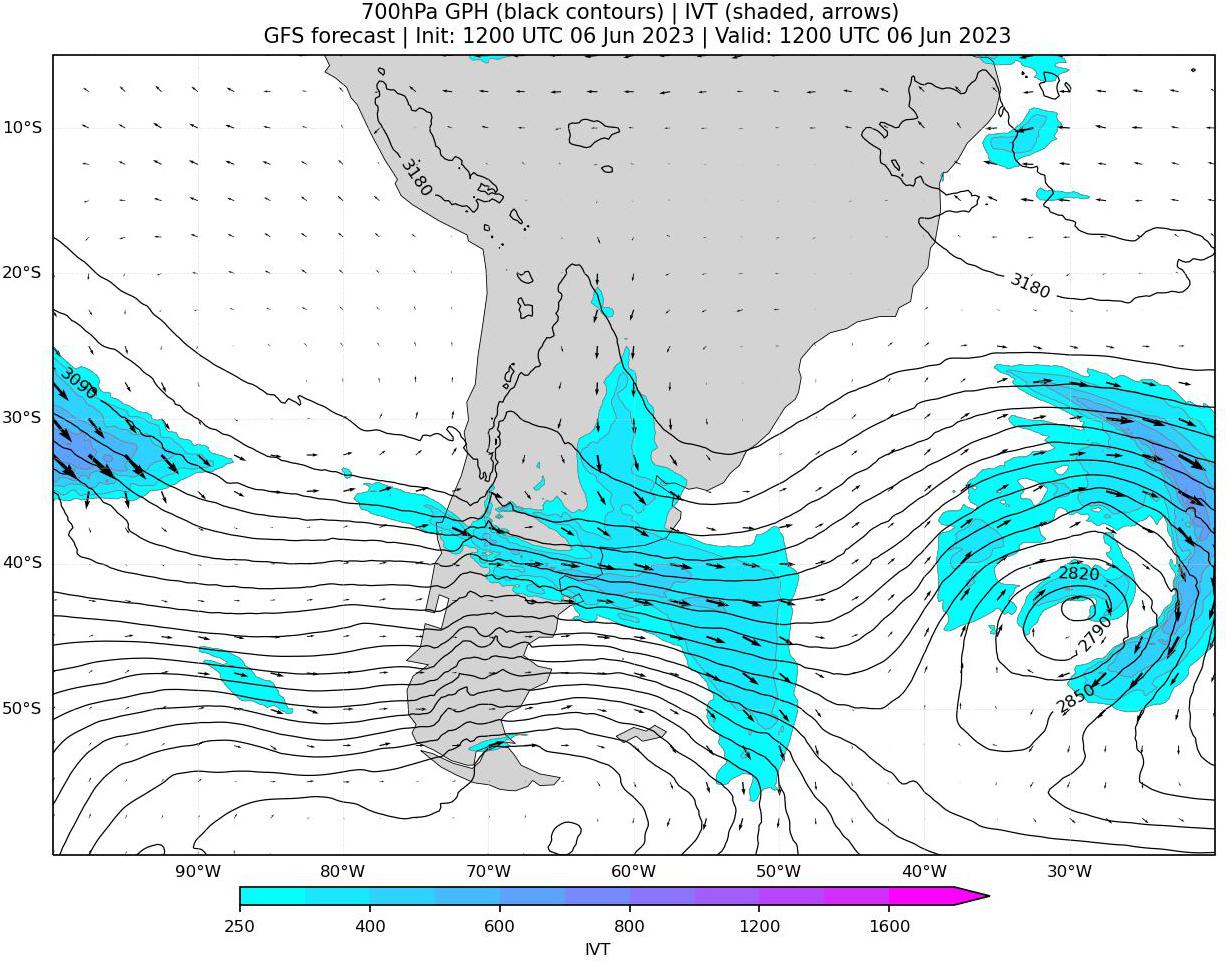 700hPa GPH (black contours) | IVT (shaded, arrows)
GFS forecast | Init: 1200 UTC 06 Jun 2023 | Valid: 1200 UTC 06 Jun 2023
10°S
3180
20°S
3180
3090
30°S
40°S
2820
2790
50°S
2850
90°W 80°W 70°W 60°W 50°W 40°W 30°W
250 400 600 800 1200 1600
IVT